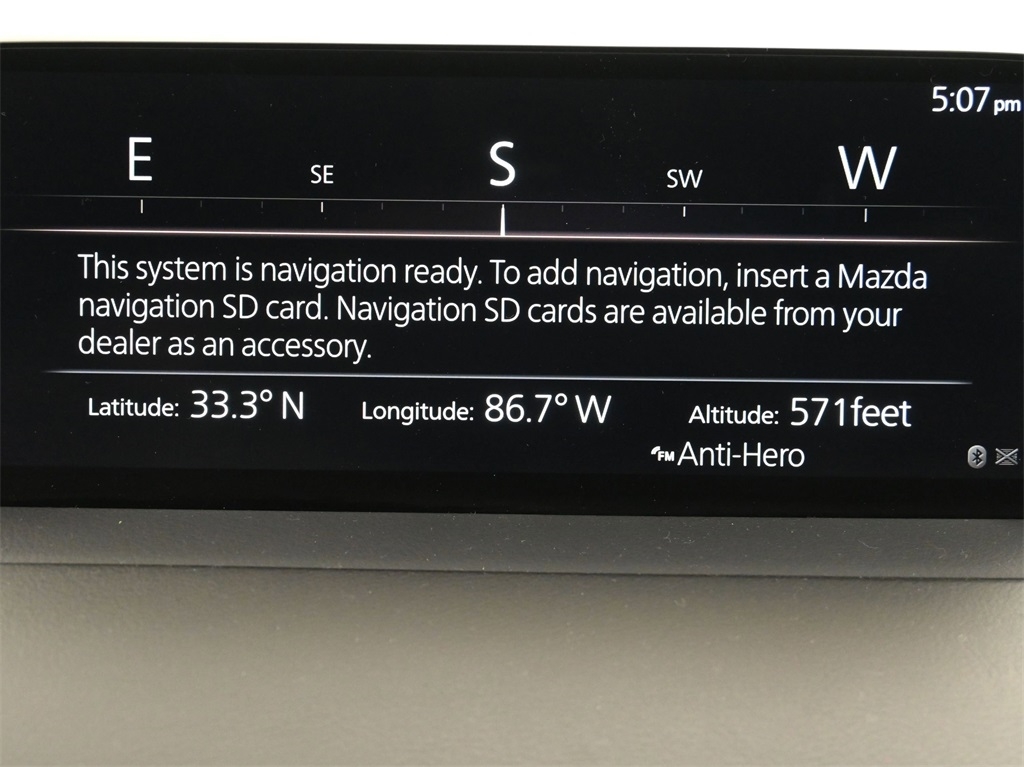 5:07 pm
E SE S SW W
This system is navigation ready. To add navigation, insert a Mazda
navigation SD card. Navigation SD cards are available from your
dealer as an accessory.
Latitude: 33.3° N Longitude: 86.7° W Altitude: 571feet
FM Anti-Hero